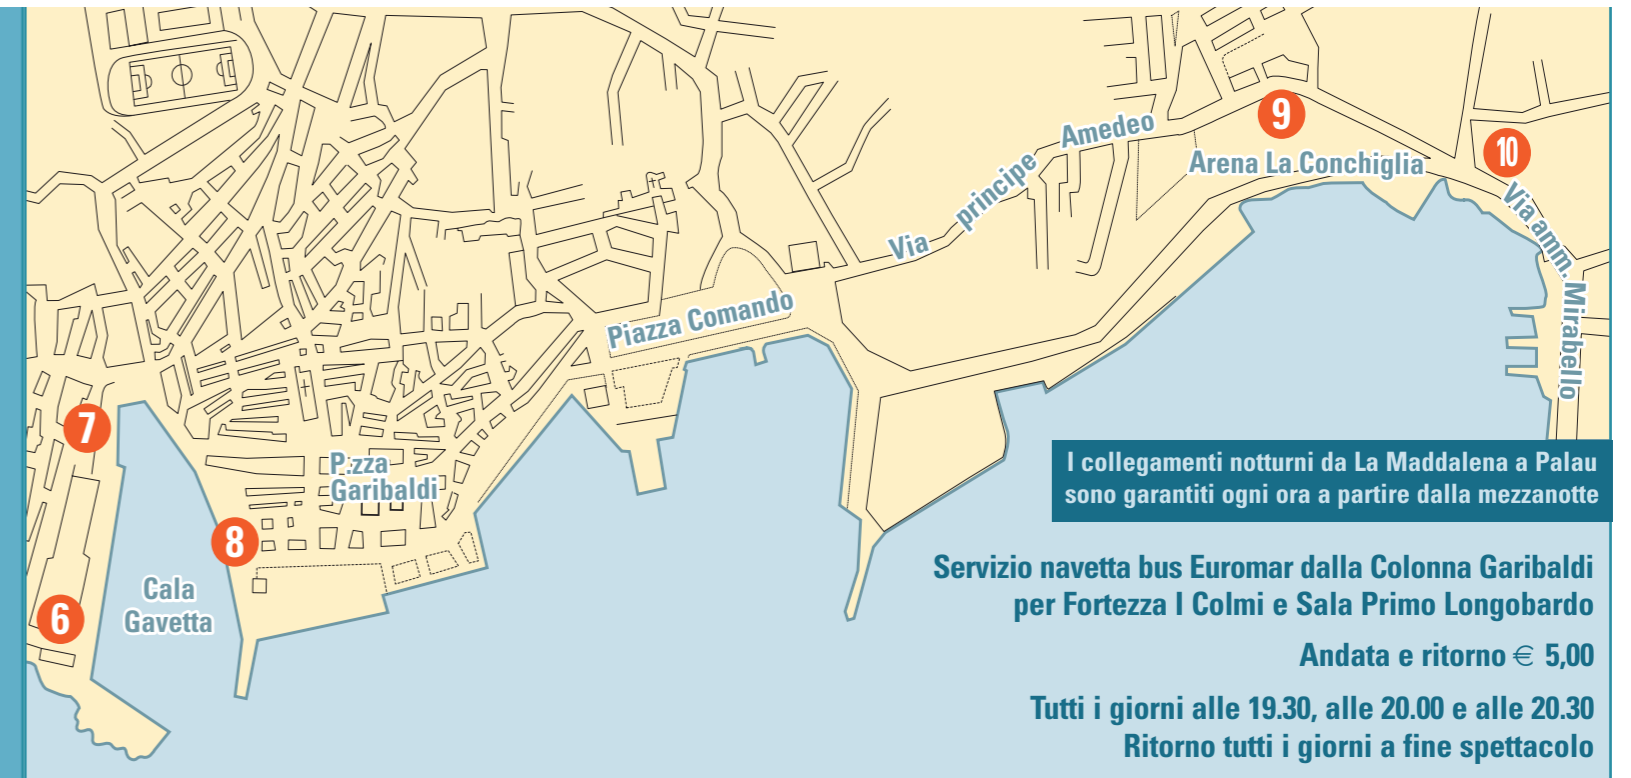 9
10
Via principe Amedeo
Arena La Conchiglia
Via amm. Mirabello
Piazza Comando
7
P.zza
Garibaldi
8
Cala
Gavetta
6
I collegamenti notturni da La Maddalena a Palau
sono garantiti ogni ora a partire dalla mezzanotte
Servizio navetta bus Euromar dalla Colonna Garibaldi
per Fortezza I Colmi e Sala Primo Longobardo
Andata e ritorno € 5,00
Tutti i giorni alle 19.30, alle 20.00 e alle 20.30
Ritorno tutti i giorni a fine spettacolo